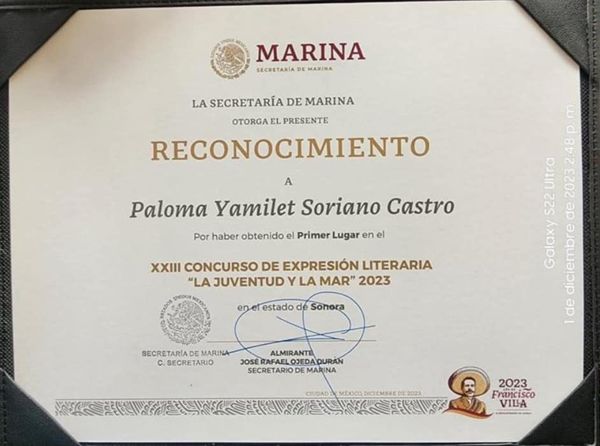 MARINA
SECRETARÍA DE MARINA
LA SECRETARÍA DE MARINA
OTORGA EL PRESENTE
RECONOCIMIENTO
A
Paloma Yamilet Soriano Castro
Por haber obtenido el Primer Lugar en el
XXIII CONCURSO DE EXPRESIÓN LITERARIA
"LA JUVENTUD Y LA MAR" 2023
en el estado de Sonora
SECRETARÍA DE MARINA
C. SECRETARIO
ALMIRANTE
JOSÉ RAFAEL OJEDA DURÁN
SECRETARIO DE MARINA
CIUDAD DE MÉXICO, DICIEMBRE DE 2023
2023
Francisco
VILLA
Galaxy S22 Ultra
1 de diciembre de 2023 2:48 p. m.